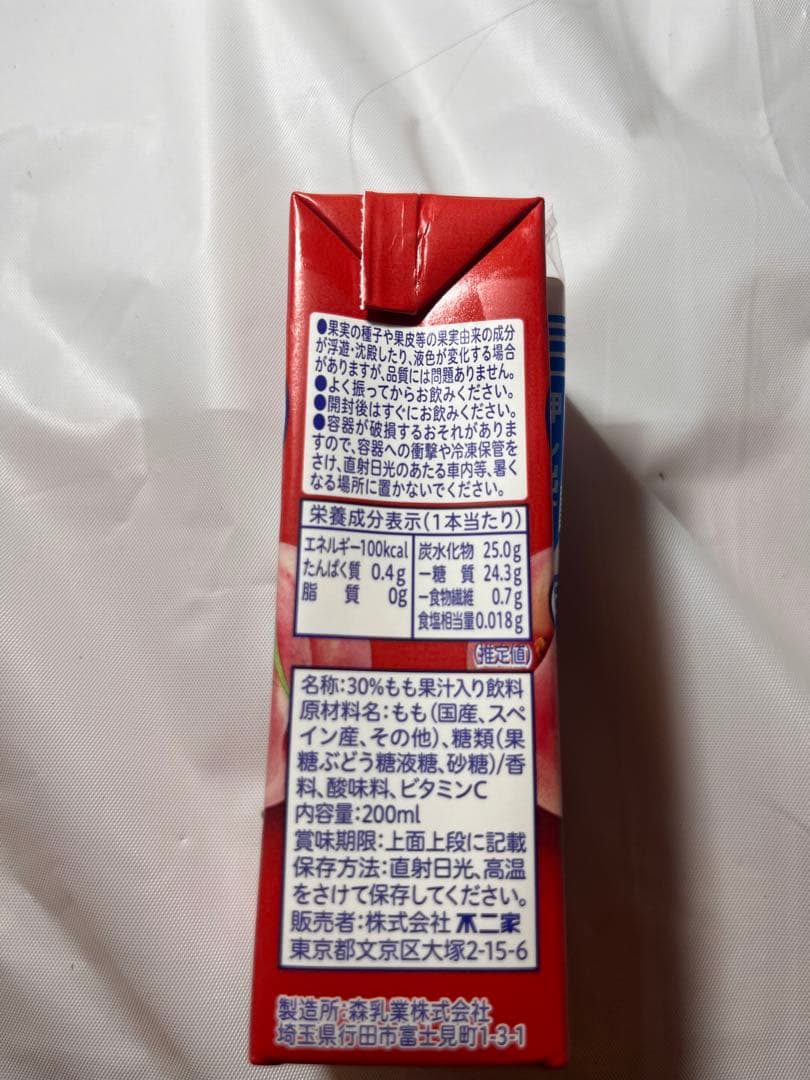 ●果実の種子や果皮等の果実由来の成分
が浮遊・沈殿したり、液色が変化する場合
がありますが、品質には問題ありません。
●よく振ってからお飲みください。
●開封後はすぐにお飲みください。
●容器が破損するおそれがありま
すので、容器への衝撃や冷凍保管を
さけ、直射日光のあたる車内等、暑く
なる場所に置かないでください。
栄養成分表示(1本当たり)
エネルギー100kcal
たんぱく質 0.4g
脂質 0g
炭水化物 25.0g
ー糖質 24.3g
ー食物繊維 0.7g
食塩相当量0.018g
(推定値)
名称:30%もも果汁入り飲料
原材料名:もも(国産、スペ
イン産、その他)、糖類(果
糖ぶどう糖液糖、砂糖)/香
料、酸味料、ビタミンC
内容量:200ml
賞味期限:上面上段に記載
保存方法:直射日光、高温
をさけて保存してください。
販売者:株式会社 不二家
東京都文京区大塚2-15-6
製造所:森乳業株式会社
埼玉県行田市富士見町1-3-1